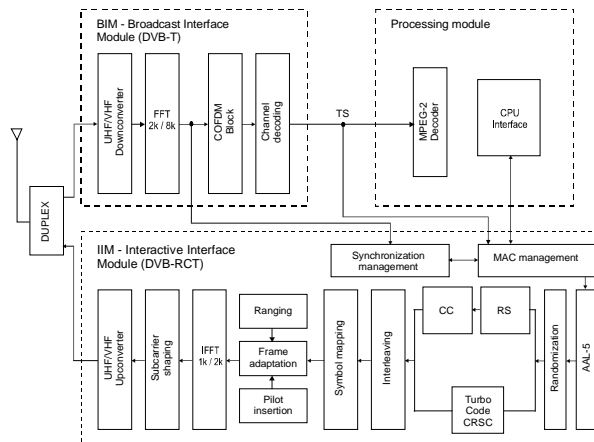 BIM - Broadcast Interface
Module (DVB-T)
Processing module
UHF/VHF
Downconverter
FFT
2k / 8k
COFDM
Block
Channel
decoding
TS
MPEG-2
Decoder
CPU
Interface
DUPLEX
IIM - Interactive Interface
Module (DVB-RCT)
Synchronization
management
MAC management
UHF/VHF
Upconverter
Subcarrier
shaping
IFFT
1k / 2k
Ranging
Frame
adaptation
Pilot
insertion
Symbol mapping
Interleaving
CC
RS
Turbo
Code
CRSC
Randomization
AAL-5